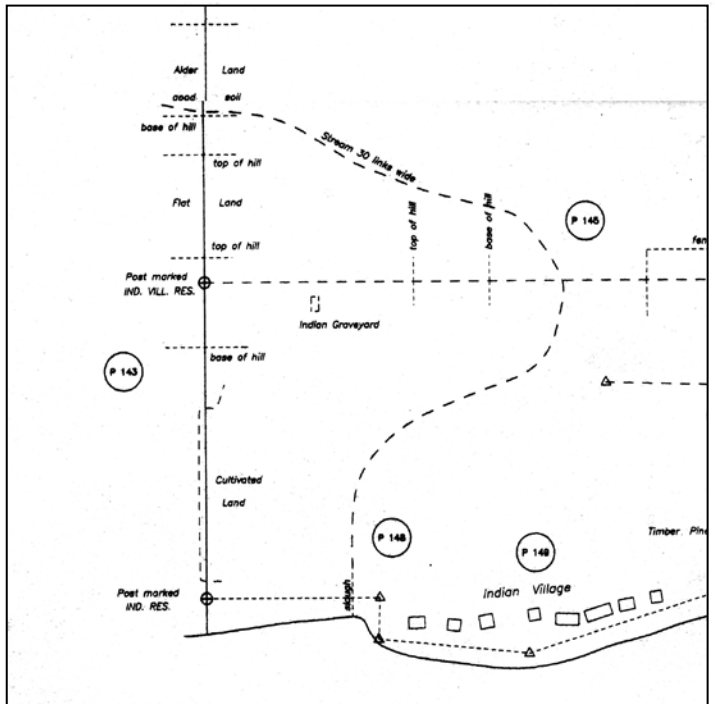 Alder Land
good soil
base of hill
top of hill
Stream 30 links wide
Flat Land
top of hill
base of hill
P 145
top of hill
fen
Post marked
IND. VILL. RES.
Indian Graveyard
base of hill
P 143
Cultivated
Land
P 148
P 149
Timber. Pine
Indian Village
slough
Post marked
IND. RES.